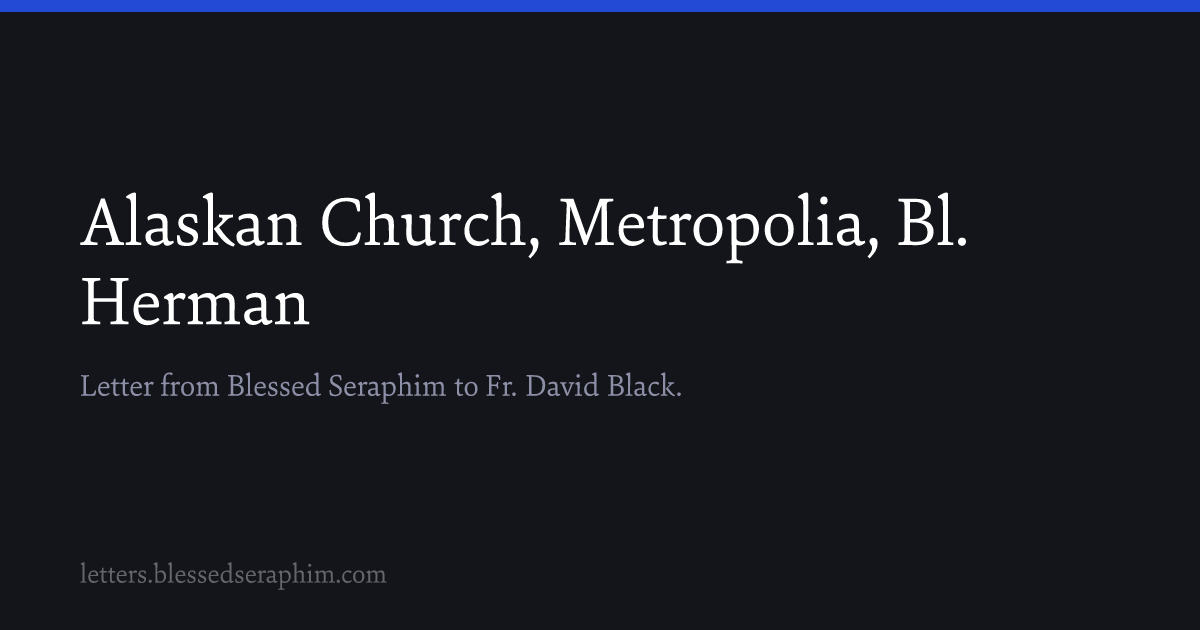 Alaskan Church, Metropolia, Bl.
Herman
Letter from Blessed Seraphim to Fr. David Black.
letters.blessedseraphim.com